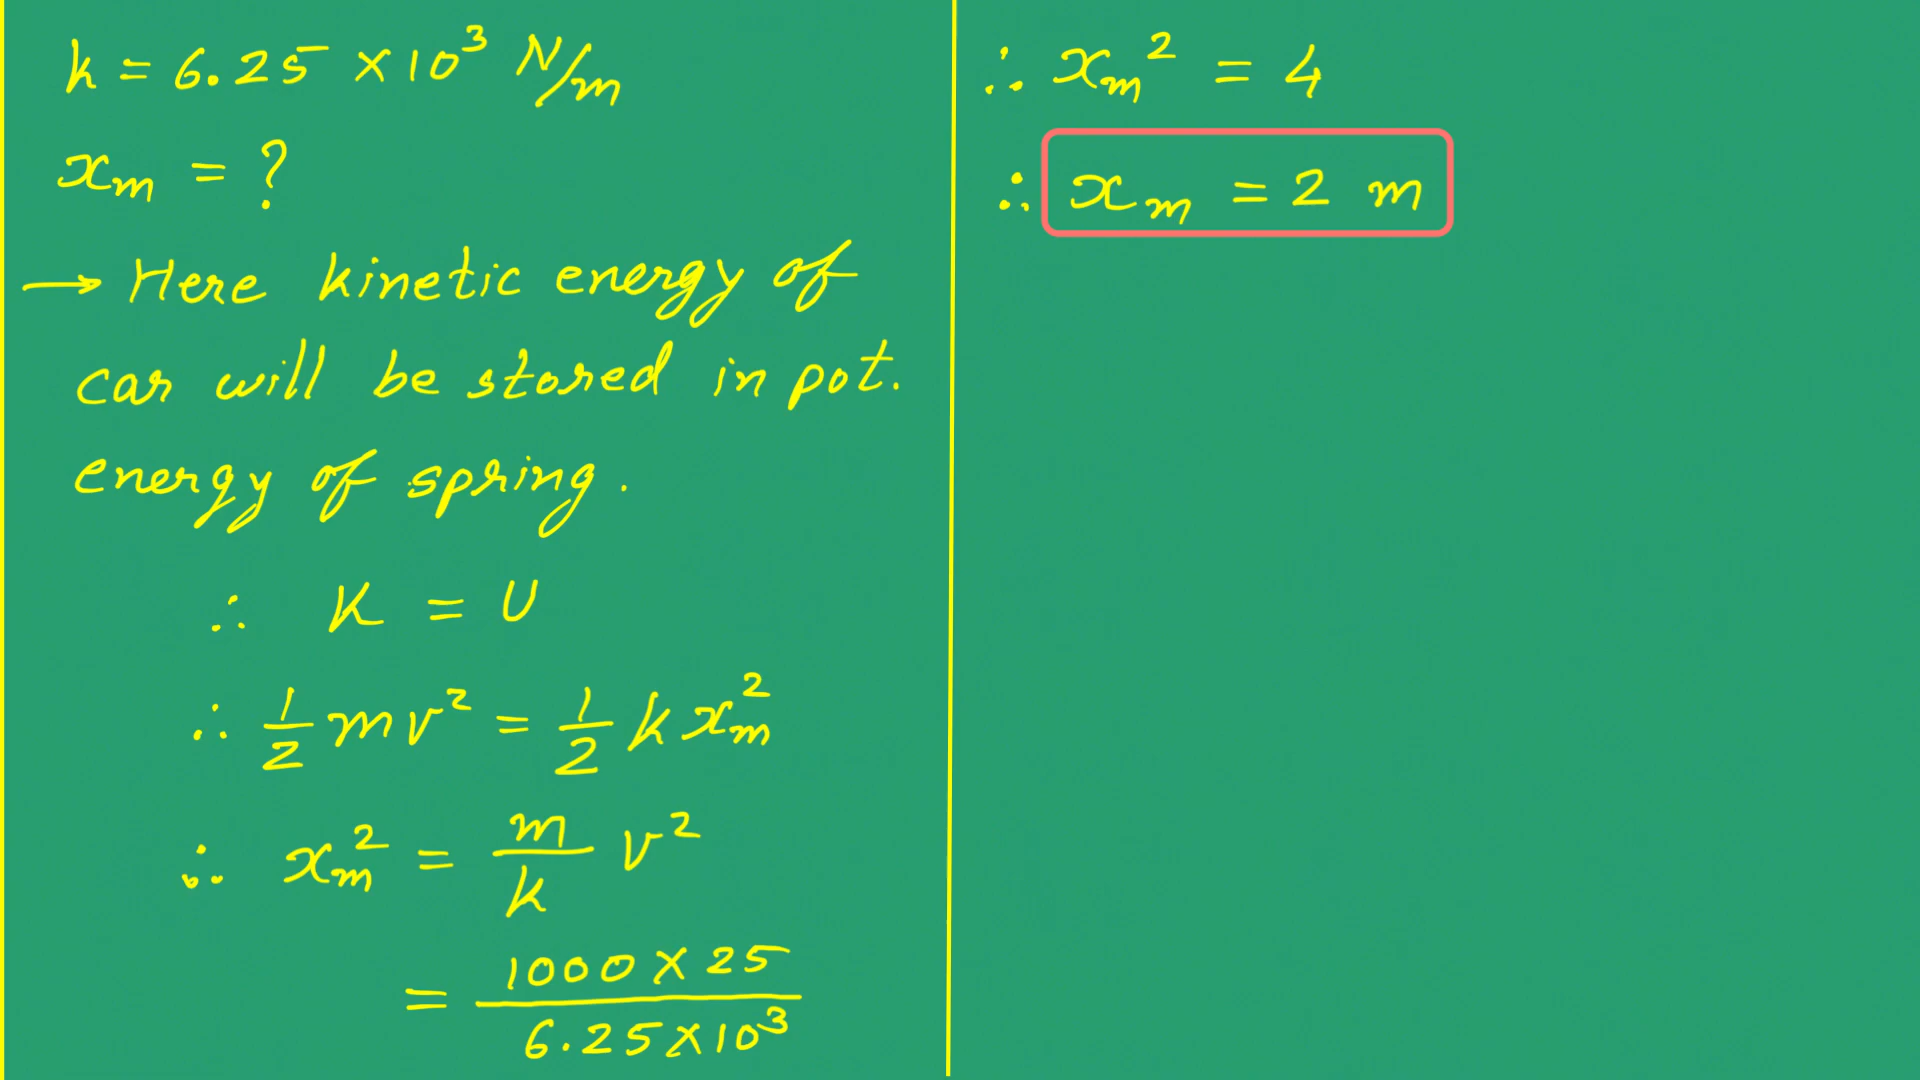 k = 6.25 × 10³ N/m
xₘ = ?
→ Here kinetic energy of
car will be stored in pot.
energy of spring.
∴ K = U
∴ 1/2 mv² = 1/2 k xₘ²
∴ xₘ² = m/k v²
= 1000 × 25 / 6.25 × 10³
∴ xₘ² = 4
∴ xₘ = 2 m